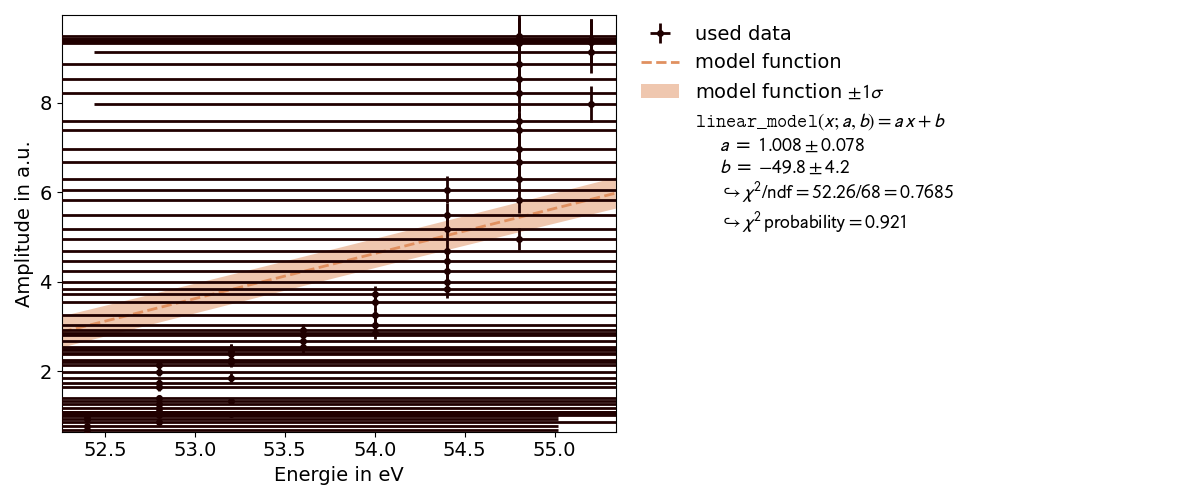 Amplitude in a.u.
8
6
4
2
52.5 53.0 53.5 54.0 54.5 55.0
Energie in eV
used data
model function
model function ±1σ
linear_model(x; a, b) = a x + b
a = 1.008 ± 0.078
b = −49.8 ± 4.2
↪ χ²/ndf = 52.26/68 = 0.7685
↪ χ² probability = 0.921